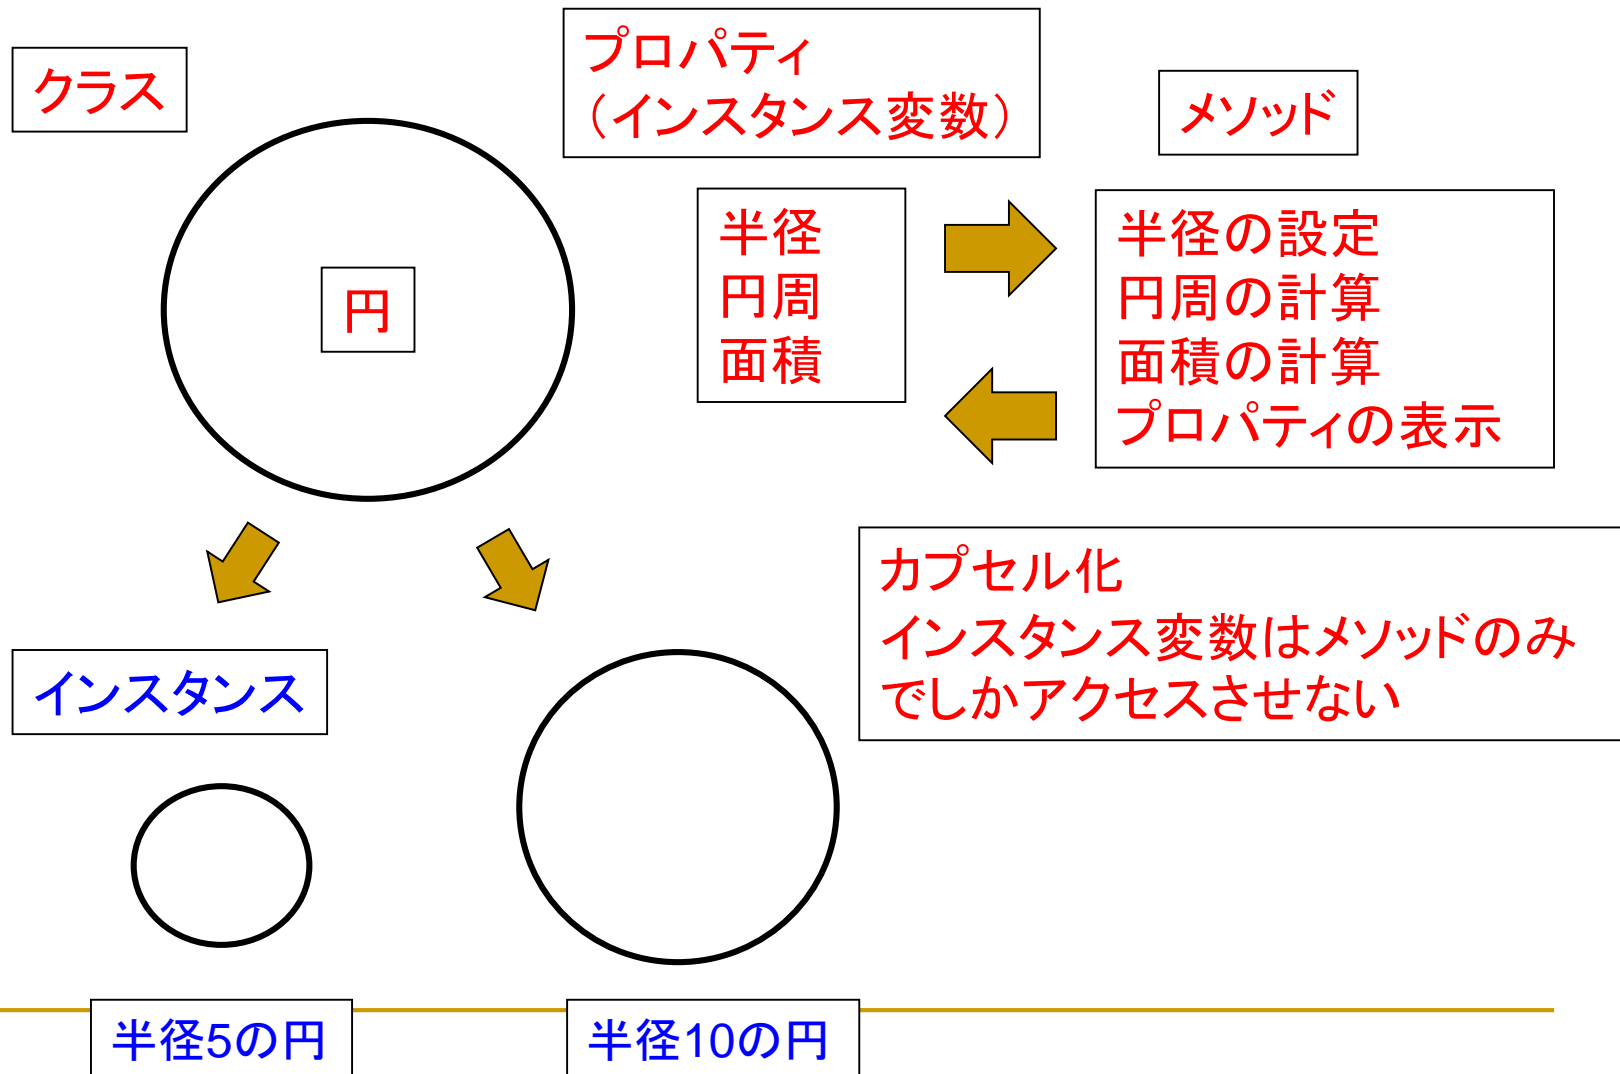 クラス
プロパティ
（インスタンス変数）
メソッド
円
半径
円周
面積
半径の設定
円周の計算
面積の計算
プロパティの表示
カプセル化
インスタンス変数はメソッドのみ
でしかアクセスさせない
インスタンス
半径5の円
半径10の円